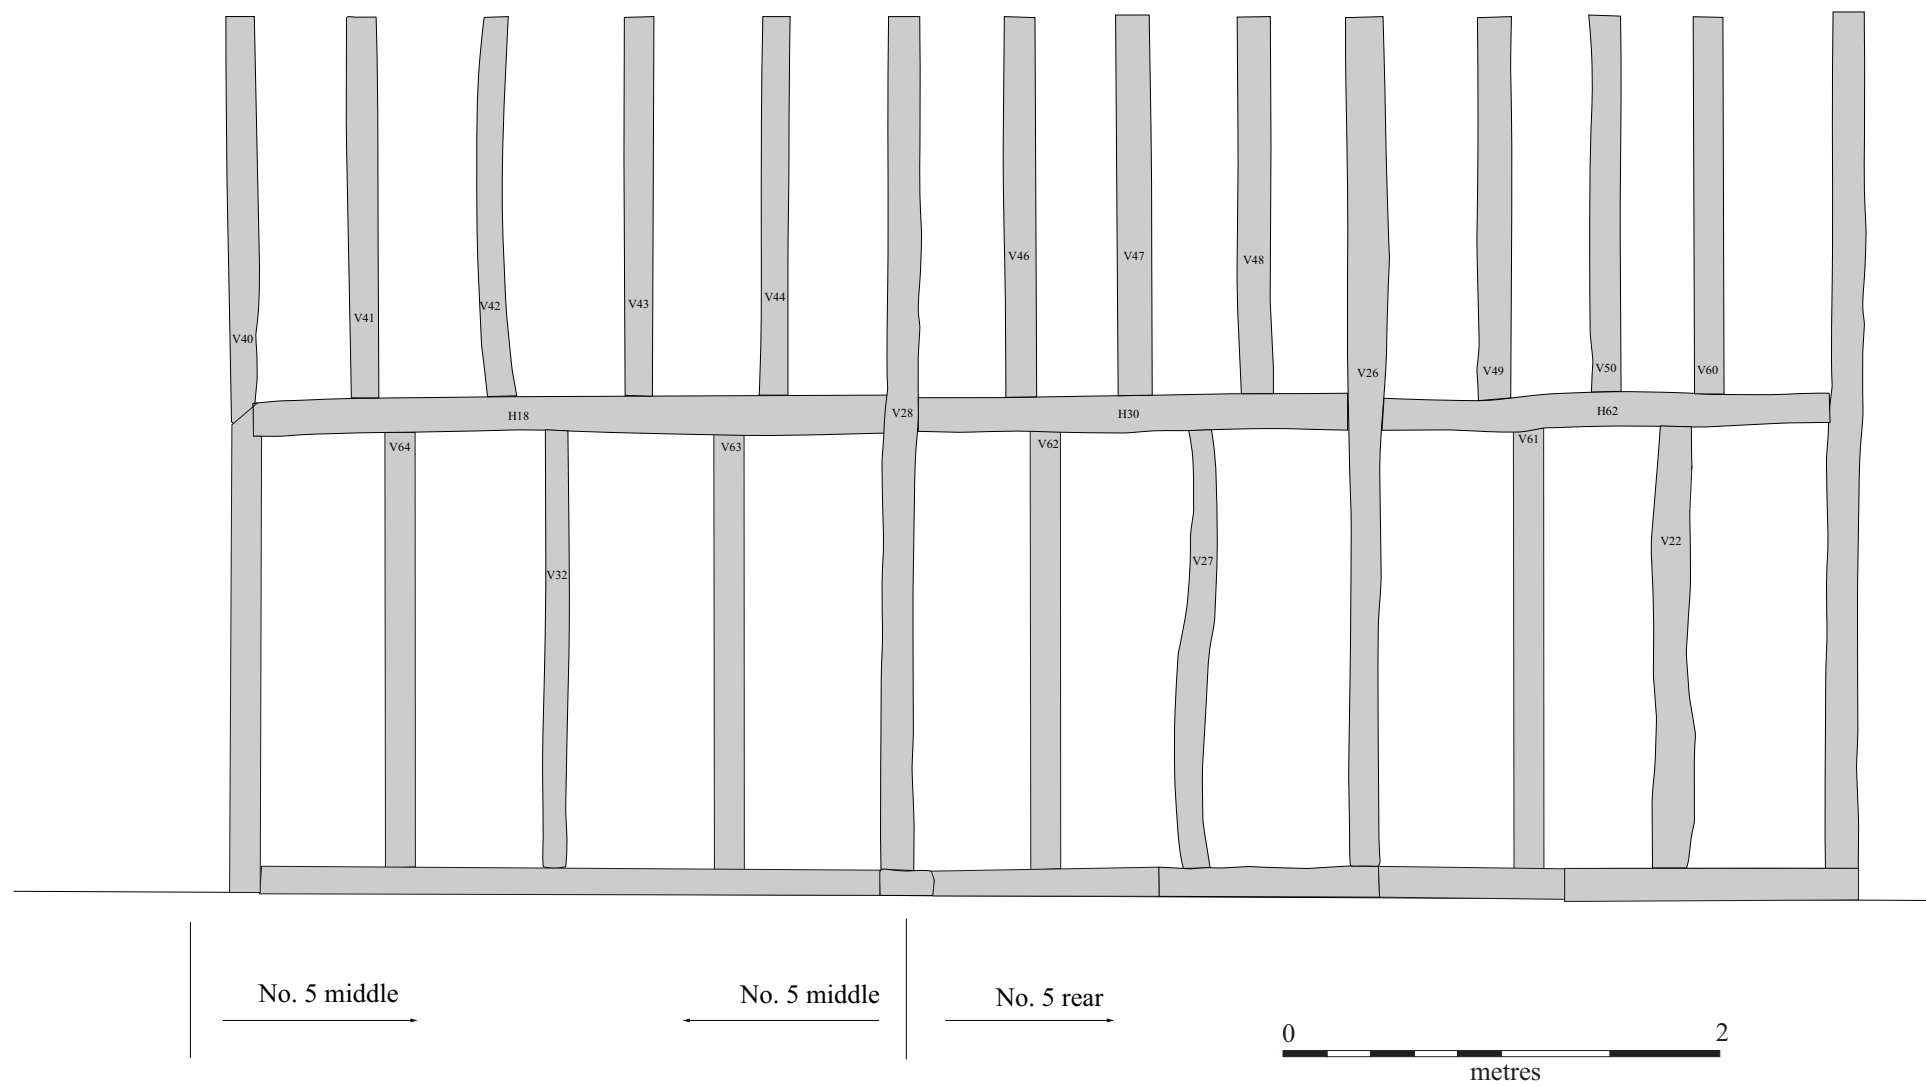 V46
V47
V48
V42
V43
V44
V41
V40
V26
V49
V50
V60
H18
V28
H30
H62
V64
V63
V62
V61
V32
V27
V22
No. 5 middle
No. 5 middle
No. 5 rear
0 2
metres